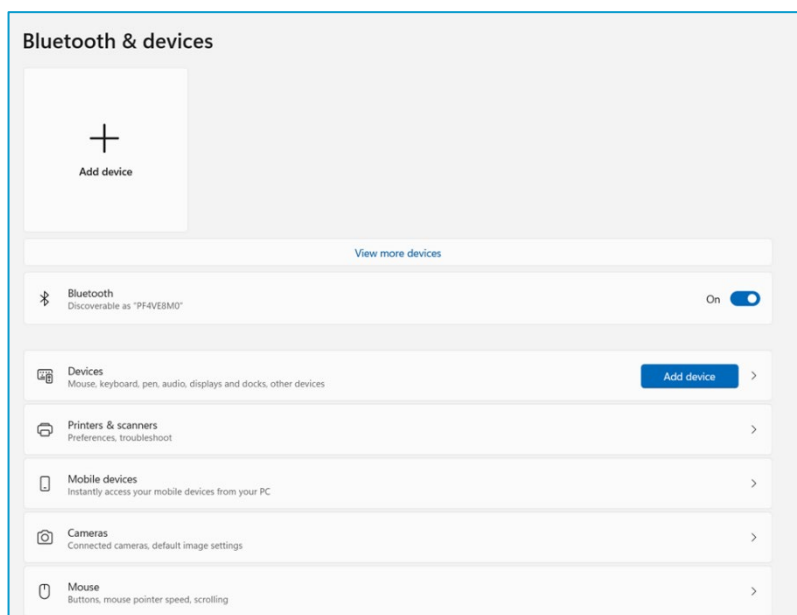 Bluetooth & devices
Add device
View more devices
Bluetooth
Discoverable as "PF4VE8M0"
On
Devices
Mouse, keyboard, pen, audio, displays and docks, other devices
Add device
Printers & scanners
Preferences, troubleshoot
Mobile devices
Instantly access your mobile devices from your PC
Cameras
Connected cameras, default image settings
Mouse
Buttons, mouse pointer speed, scrolling